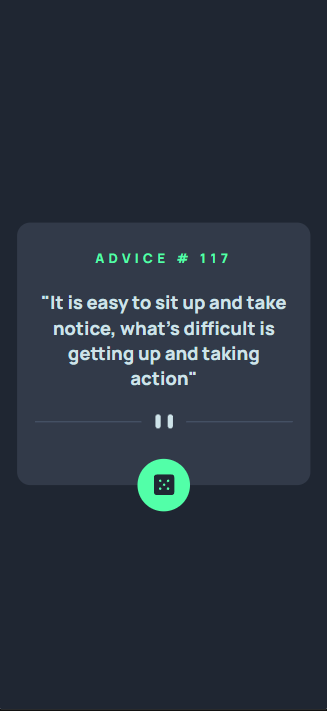 ADVICE # 117
"It is easy to sit up and take
notice, what's difficult is
getting up and taking
action"